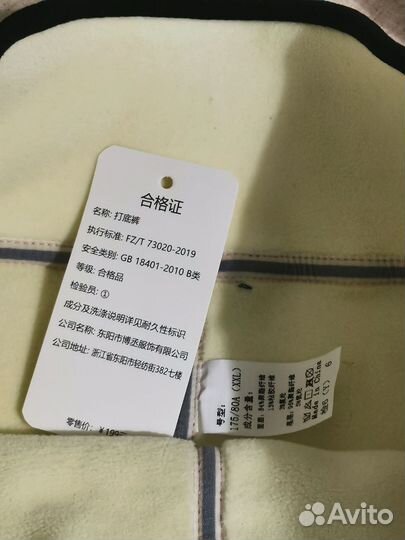 合格证
名称: 打底裤
执行标准: FZ/T 73020-2019
安全类别: GB 18401-2010 B类
等级: 合格品
检验员: ①
成分及洗涤说明详见耐久性标识
公司名称: 东阳市博丞服饰有限公司
公司地址: 浙江省东阳市轻纺街382七楼
零售价: ¥199
号型:
175/80A (XXL)
成分含量:
Made in China
Avito